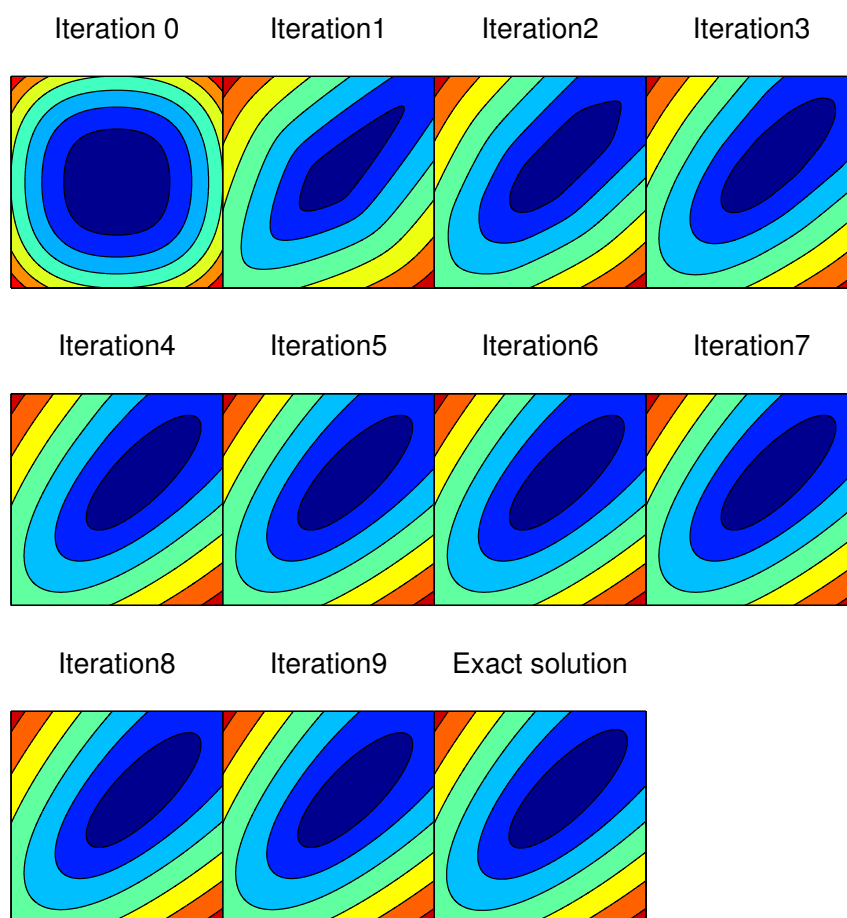 Iteration 0 Iteration1 Iteration2 Iteration3
Iteration4 Iteration5 Iteration6 Iteration7
Iteration8 Iteration9 Exact solution